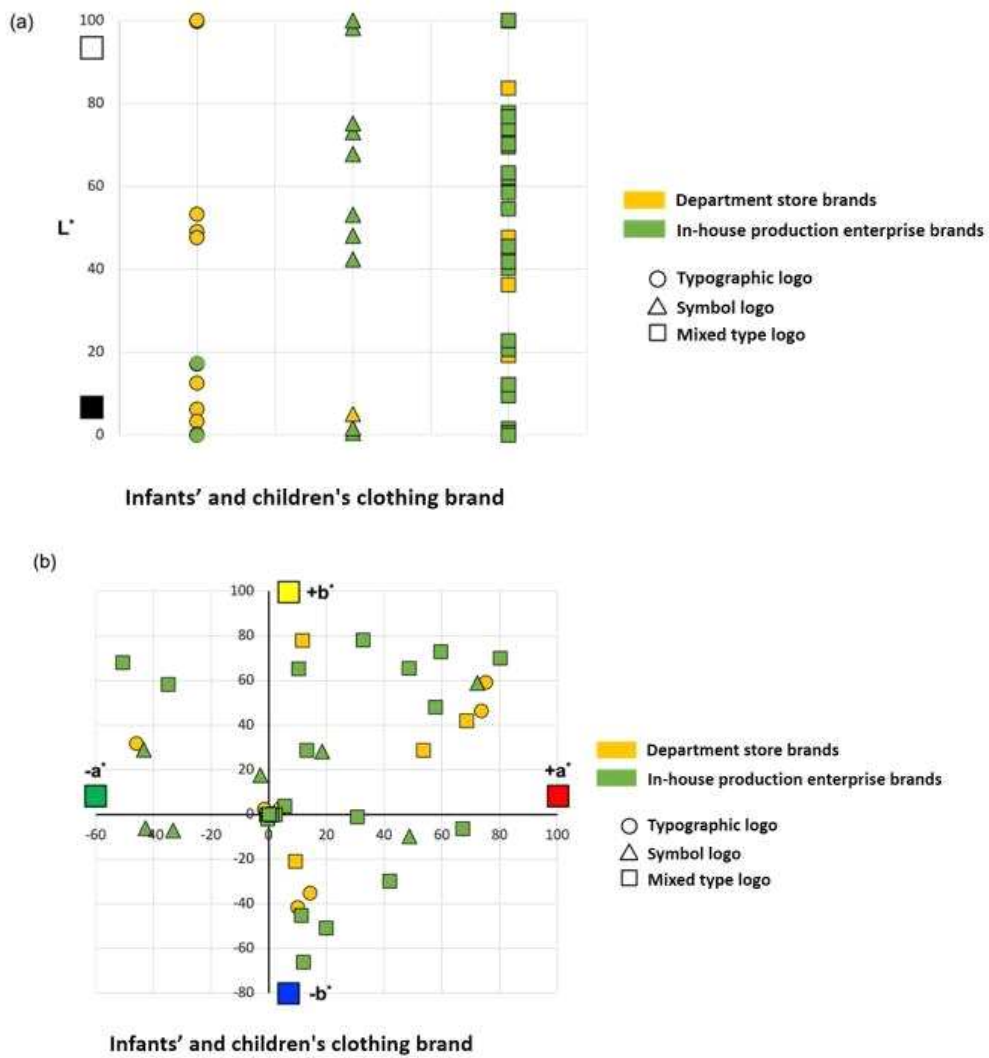 (a)
100
80
60
L*
40
20
0
Department store brands
In-house production enterprise brands
Typographic logo
Symbol logo
Mixed type logo
Infants’ and children's clothing brand
(b)
100
+b*
80
60
40
20
-a*
+a*
0
-60
-40
-20
0
20
40
60
80
100
-20
-40
-60
-80
-b*
Department store brands
In-house production enterprise brands
Typographic logo
Symbol logo
Mixed type logo
Infants’ and children's clothing brand